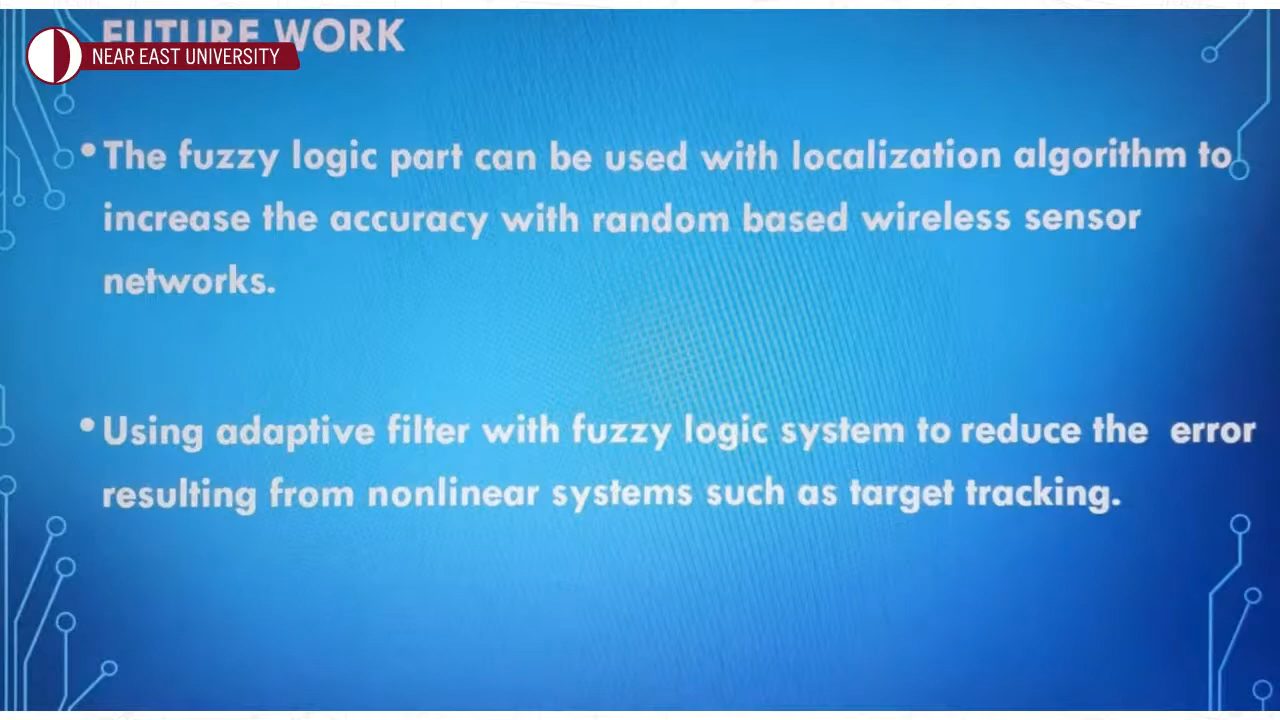 FUTURE WORK
NEAR EAST UNIVERSITY
•The fuzzy logic part can be used with localization algorithm to
increase the accuracy with random based wireless sensor
networks.
•Using adaptive filter with fuzzy logic system to reduce the  error
resulting from nonlinear systems such as target tracking.